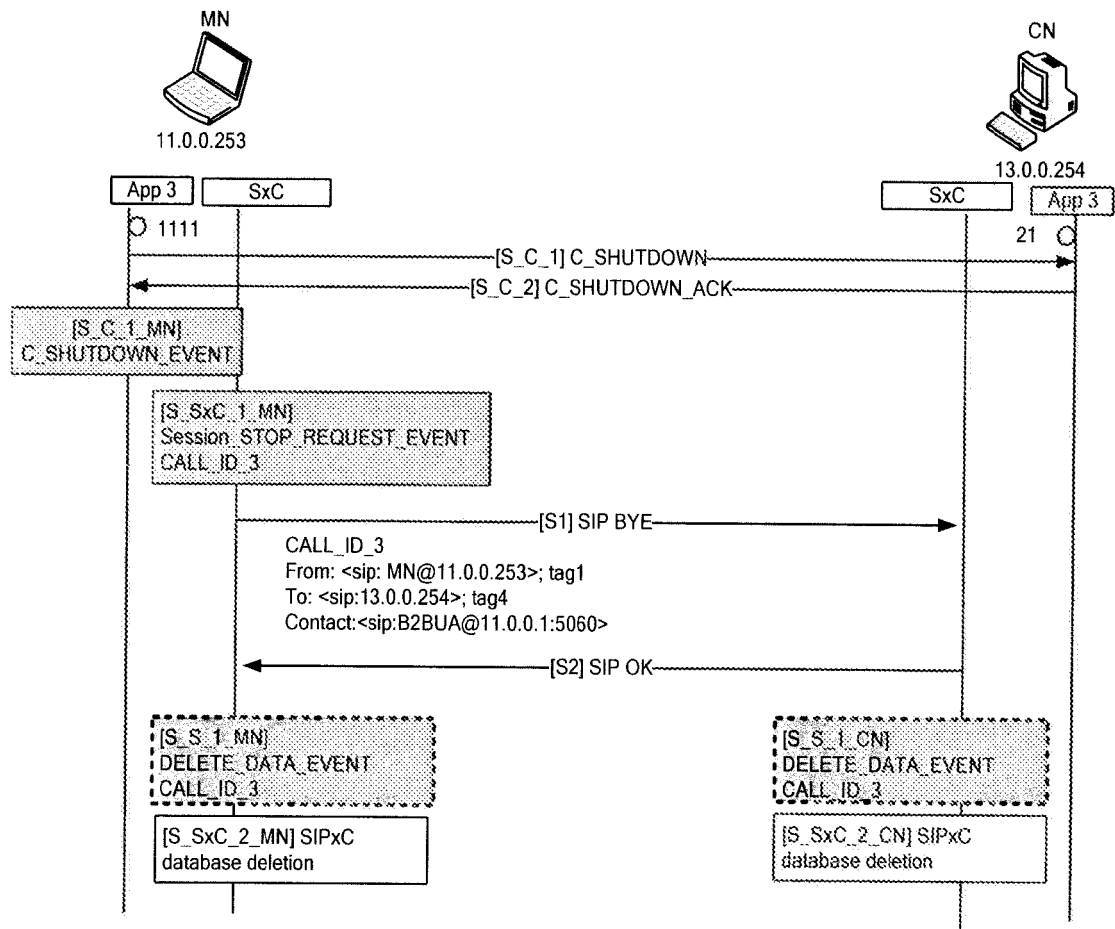 MN
CN
11.0.0.253
13.0.0.254
App 3
SxC
SxC
App 3
1111
21
[S_C_1] C_SHUTDOWN
[S_C_2] C_SHUTDOWN_ACK
[S_C_1_MN]
C_SHUTDOWN_EVENT
[S_SxC_1_MN]
Session_STOP_REQUEST_EVENT
CALL_ID_3
[S1] SIP BYE
CALL_ID_3
From: <sip: MN@11.0.0.253>; tag1
To: <sip:13.0.0.254>; tag4
Contact:<sip:B2BUA@11.0.0.1:5060>
[S2] SIP OK
[S_S_1_MN]
DELETE_DATA_EVENT
CALL_ID_3
[S_S_1_CN]
DELETE_DATA_EVENT
CALL_ID_3
[S_SxC_2_MN] SIPxC
database deletion
[S_SxC_2_CN] SIPxC
database deletion